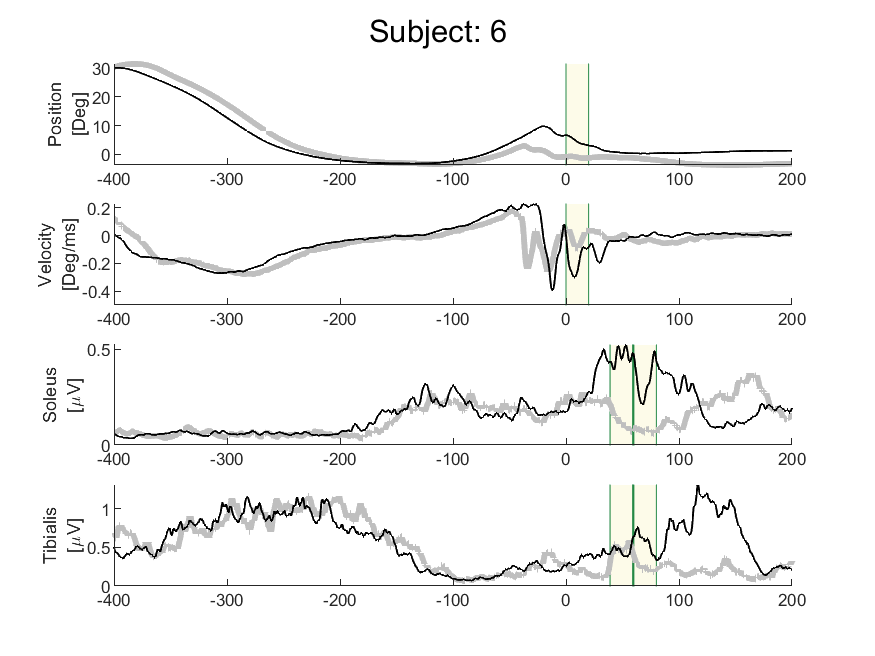 Subject: 6
Position
[Deg]
30
20
10
0
-400 -300 -200 -100 0 100 200
Velocity
[Deg/ms]
0.2
0
-0.2
-0.4
-400 -300 -200 -100 0 100 200
Soleus
[μV]
0.5
0
-400 -300 -200 -100 0 100 200
Tibialis
[μV]
1
0.5
0
-400 -300 -200 -100 0 100 200